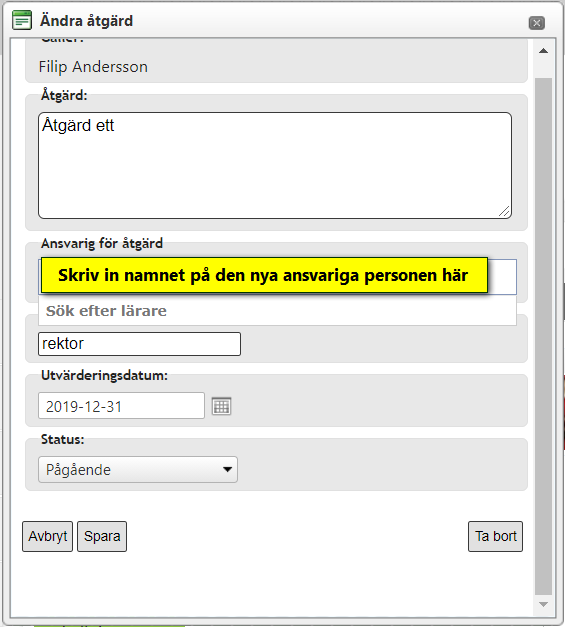 Ändra åtgärd
Gäller:
Filip Andersson
Åtgärd:
Åtgärd ett
Ansvarig för åtgärd
Skriv in namnet på den nya ansvariga personen här
Sök efter lärare
rektor
Utvärderingsdatum:
2019-12-31
Status:
Pågående
Avbryt Spara Ta bort